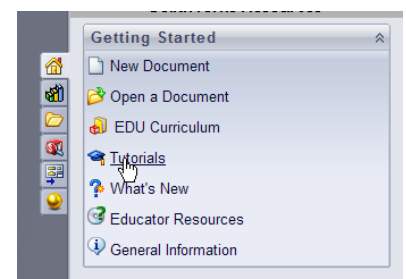 Getting Started
New Document
Open a Document
EDU Curriculum
Tutorials
What's New
Educator Resources
General Information